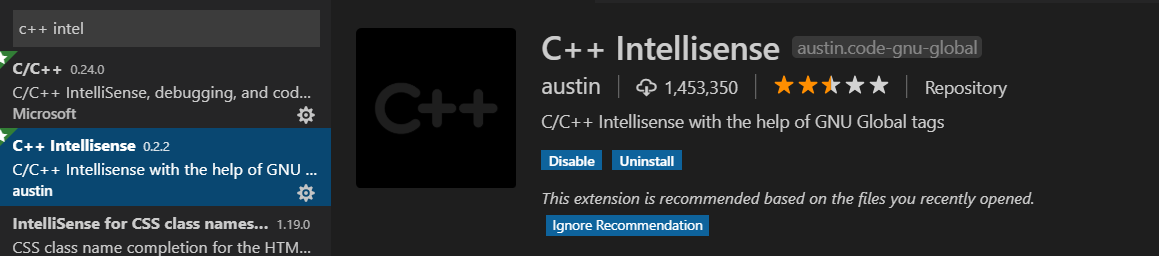 c++ intel
C/C++ 0.24.0
C/C++ IntelliSense, debugging, and cod...
Microsoft
C++ Intellisense 0.2.2
C/C++ Intellisense with the help of GNU ...
austin
IntelliSense for CSS class names... 1.19.0
CSS class name completion for the HTM...
C++
C++ Intellisense austin.code-gnu-global
austin 1,453,350 Repository
C/C++ Intellisense with the help of GNU Global tags
Disable Uninstall
This extension is recommended based on the files you recently opened.
Ignore Recommendation